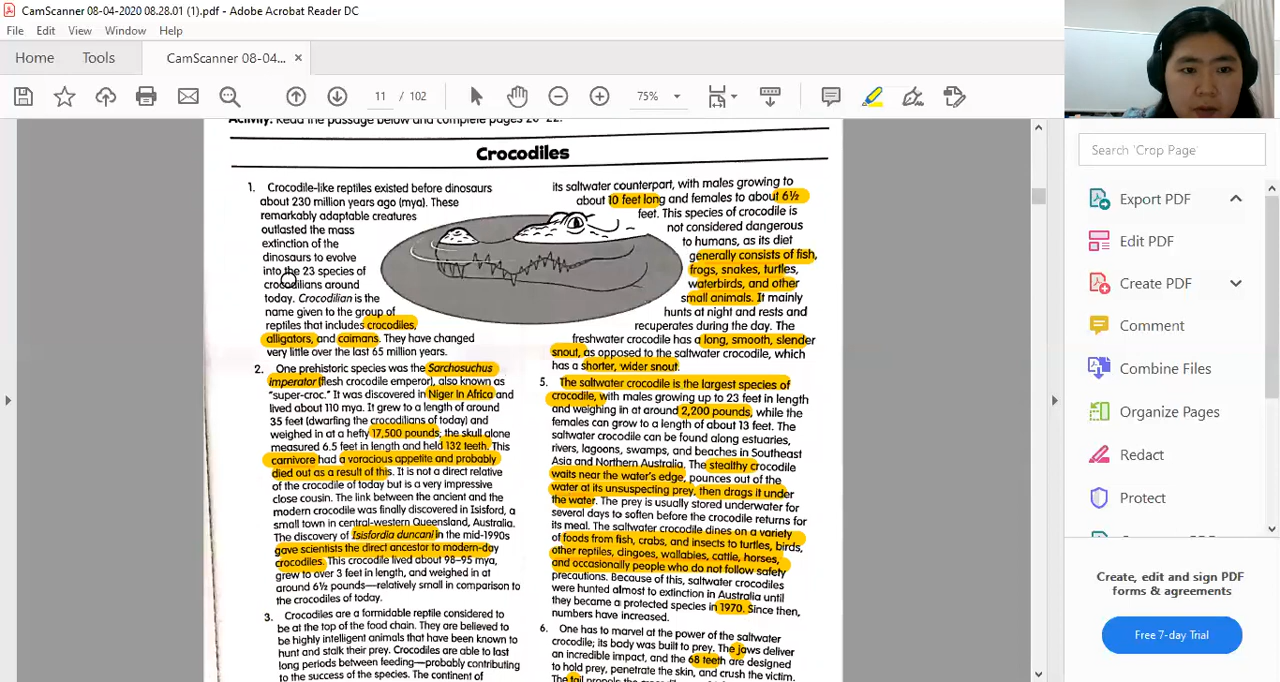 CamScanner 08-04-2020 08.28.01 (1).pdf - Adobe Acrobat Reader DC
File Edit View Window Help
Home Tools CamScanner 08-04... ×
11 / 102 75%
Activity: Read the passage below and complete pages 20-22.
Crocodiles
1. Crocodile-like reptiles existed before dinosaurs
about 230 million years ago (mya). These
remarkably adaptable creatures
outlasted the mass
extinction of the
dinosaurs to evolve
into the 23 species of
crocodilians around
today. Crocodilian is the
name given to the group of
reptiles that includes crocodiles,
alligators, and caimans. They have changed
very little over the last 65 million years.
2. One prehistoric species was the Sarchosuchus
imperator (flesh crocodile emperor), also known as
"super-croc." It was discovered in Niger in Africa and
lived about 110 mya. It grew to a length of around
35 feet (dwarfing the crocodilians of today) and
weighed in at a hefty 17,500 pounds; the skull alone
measured 6.5 feet in length and held 132 teeth. This
carnivore had a voracious appetite and probably
died out as a result of this. It is not a direct relative
of the crocodile of today but is a very impressive
close cousin. The link between the ancient and the
modern crocodile was finally discovered in Isisford, a
small town in central-western Queensland, Australia.
The discovery of Isisfordia duncani in the mid-1990s
gave scientists the direct ancestor to modern-day
crocodiles. This crocodile lived about 98–95 mya,
grew to over 3 feet in length, and weighed in at
around 6½ pounds—relatively small in comparison to
the crocodiles of today.
3. Crocodiles are a formidable reptile considered to
be at the top of the food chain. They are believed to
be highly intelligent animals that have been known to
hunt and stalk their prey. Crocodiles are able to last
long periods between feeding—probably contributing
to the success of the species. The continent of
its saltwater counterpart, with males growing to
about 10 feet long and females to about 6½
feet. This species of crocodile is
not considered dangerous
to humans, as its diet
generally consists of fish,
frogs, snakes, turtles,
waterbirds, and other
small animals. It mainly
hunts at night and rests and
recuperates during the day. The
freshwater crocodile has a long, smooth, slender
snout, as opposed to the saltwater crocodile, which
has a shorter, wider snout.
5. The saltwater crocodile is the largest species of
crocodile, with males growing up to 23 feet in length
and weighing in at around 2,200 pounds, while the
females can grow to a length of about 13 feet. The
saltwater crocodile can be found along estuaries,
rivers, lagoons, swamps, and beaches in Southeast
Asia and Northern Australia. The stealthy crocodile
waits near the water's edge, pounces out of the
water at its unsuspecting prey, then drags it under
the water. The prey is usually stored underwater for
several days to soften before the crocodile returns for
its meal. The saltwater crocodile dines on a variety
of foods from fish, crabs, and insects to turtles, birds,
other reptiles, dingoes, wallabies, cattle, horses,
and occasionally people who do not follow safety
precautions. Because of this, saltwater crocodiles
were hunted almost to extinction in Australia until
they became a protected species in 1970. Since then,
numbers have increased.
6. One has to marvel at the power of the saltwater
crocodile; its body was built to prey. The jaws deliver
an incredible impact, and the 68 teeth are designed
to hold prey, penetrate the skin, and crush the victim.
The tail propels the crocodile
Search 'Crop Page'
Export PDF
Edit PDF
Create PDF
Comment
Combine Files
Organize Pages
Redact
Protect
Create, edit and sign PDF
forms & agreements
Free 7-day Trial